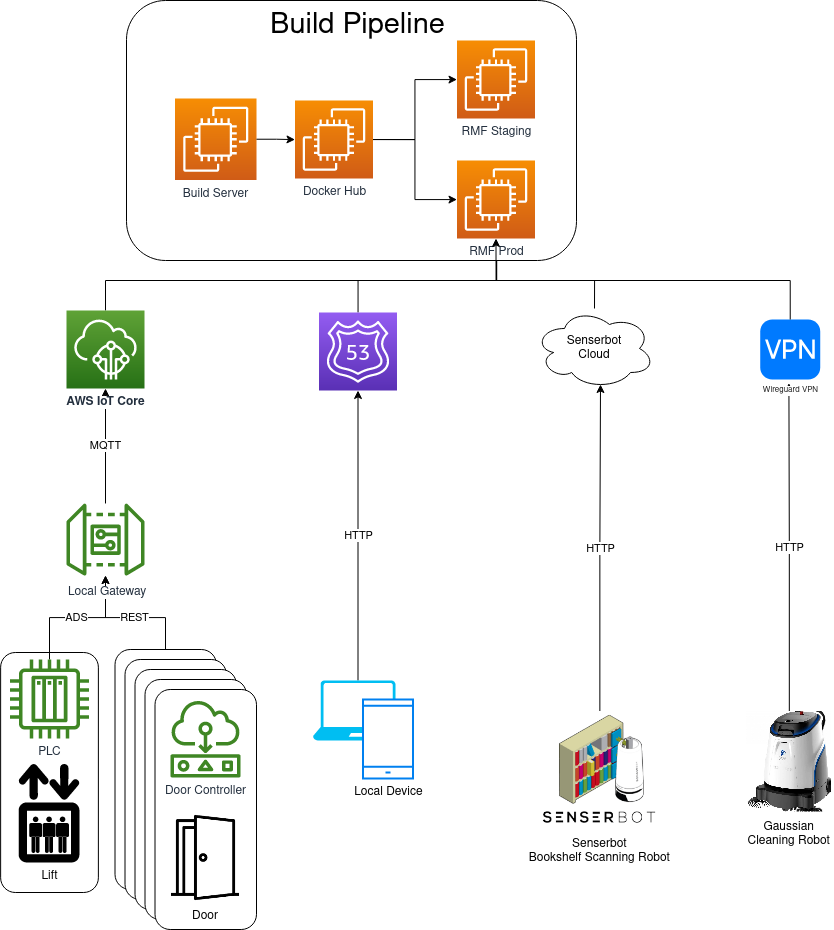 Build Pipeline
RMF Staging
Build Server
Docker Hub
RMF Prod
53
Senserbot
Cloud
VPN
Wireguard VPN
AWS IoT Core
MQTT
HTTP
HTTP
HTTP
Local Gateway
ADS
REST
PLC
Door Controller
Local Device
SENSERBOT
Lift
Door
Senserbot
Bookshelf Scanning Robot
Gaussian
Cleaning Robot